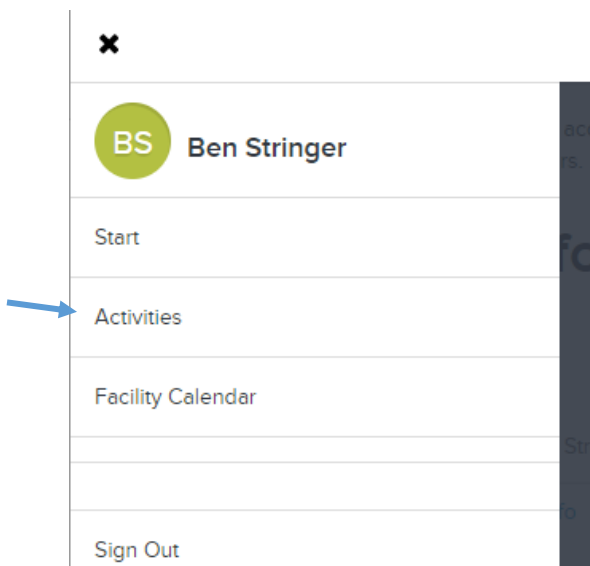 ✖
BS
Ben Stringer
Start
Activities
Facility Calendar
Sign Out